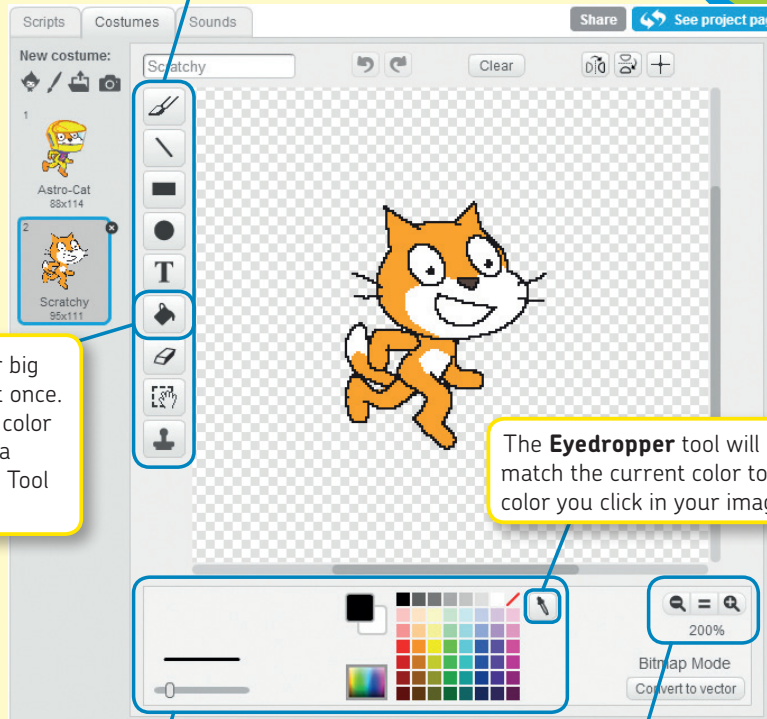 Scripts Costumes Sounds
Share See project pa
New costume:
Scratchy
Clear
1
Astro-Cat
88x114
2
Scratchy
95x111
T
big
t once.
color
a
Tool
The Eyedropper tool will
match the current color to
color you click in your imag
200%
Bitmap Mode
Convert to vector